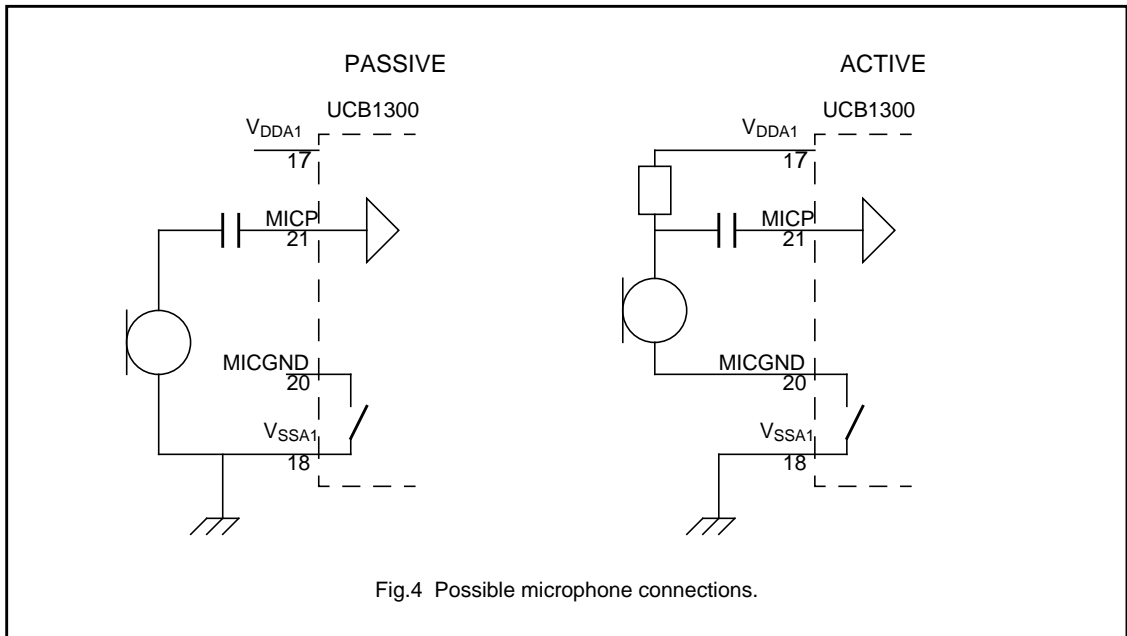 PASSIVE
UCB1300
VDDA1
17
MICP
21
MICGND
20
VSSA1
18
ACTIVE
UCB1300
VDDA1
17
MICP
21
MICGND
20
VSSA1
18
Fig.4 Possible microphone connections.